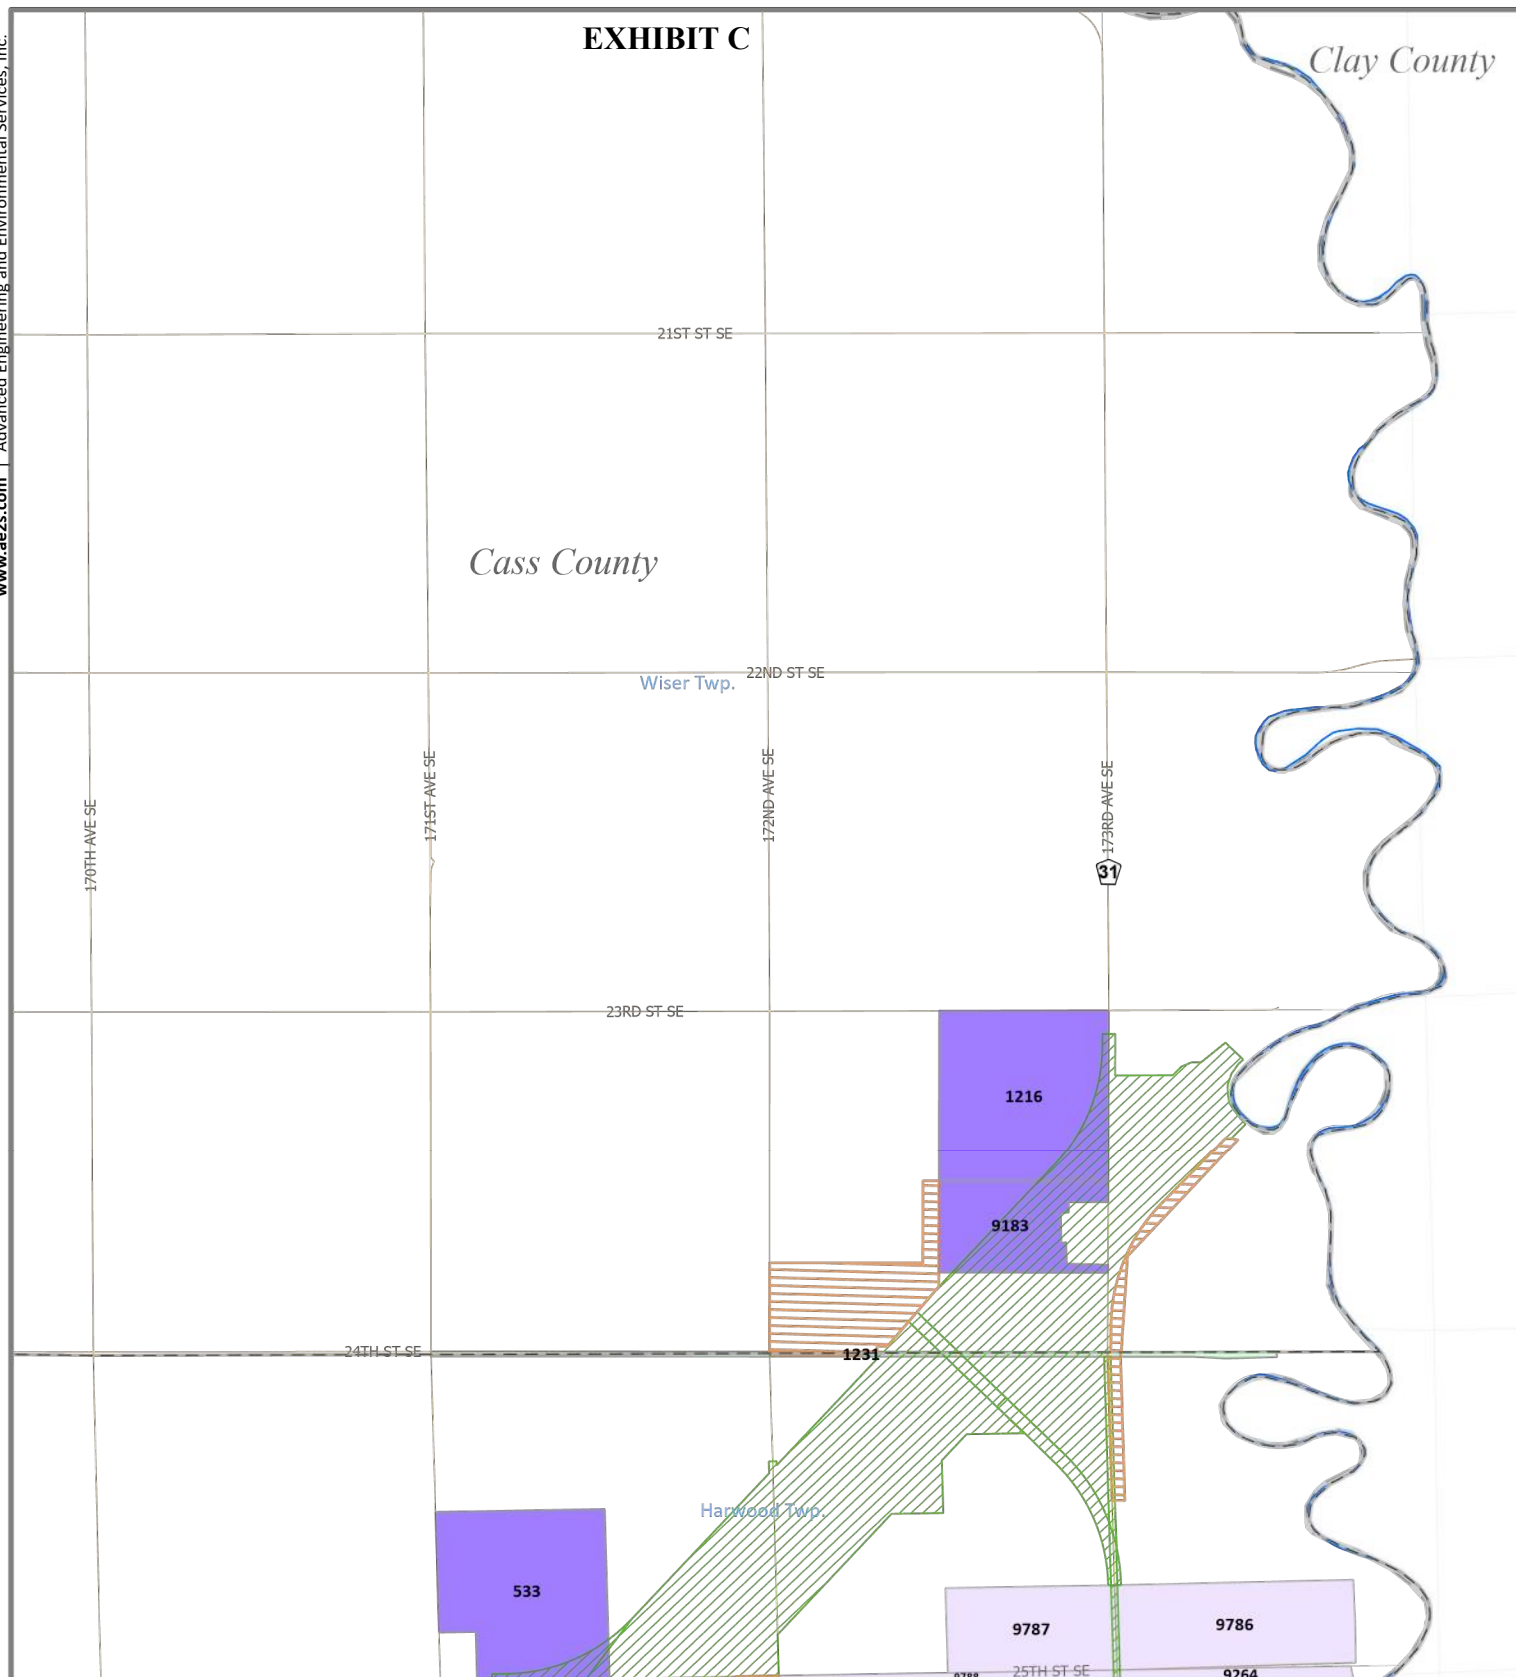 EXHIBIT C
Clay County
www.ae2s.com | Advanced Engineering and Environmental Services, Inc.
21ST ST SE
Cass County
Wiser Twp.
22ND ST SE
170TH AVE SE
171ST AVE SE
172ND AVE SE
173RD AVE SE
31
23RD ST SE
1216
9183
24TH ST SE
1231
Harwood Twp.
533
9787
9786
9788
25TH ST SE
9264